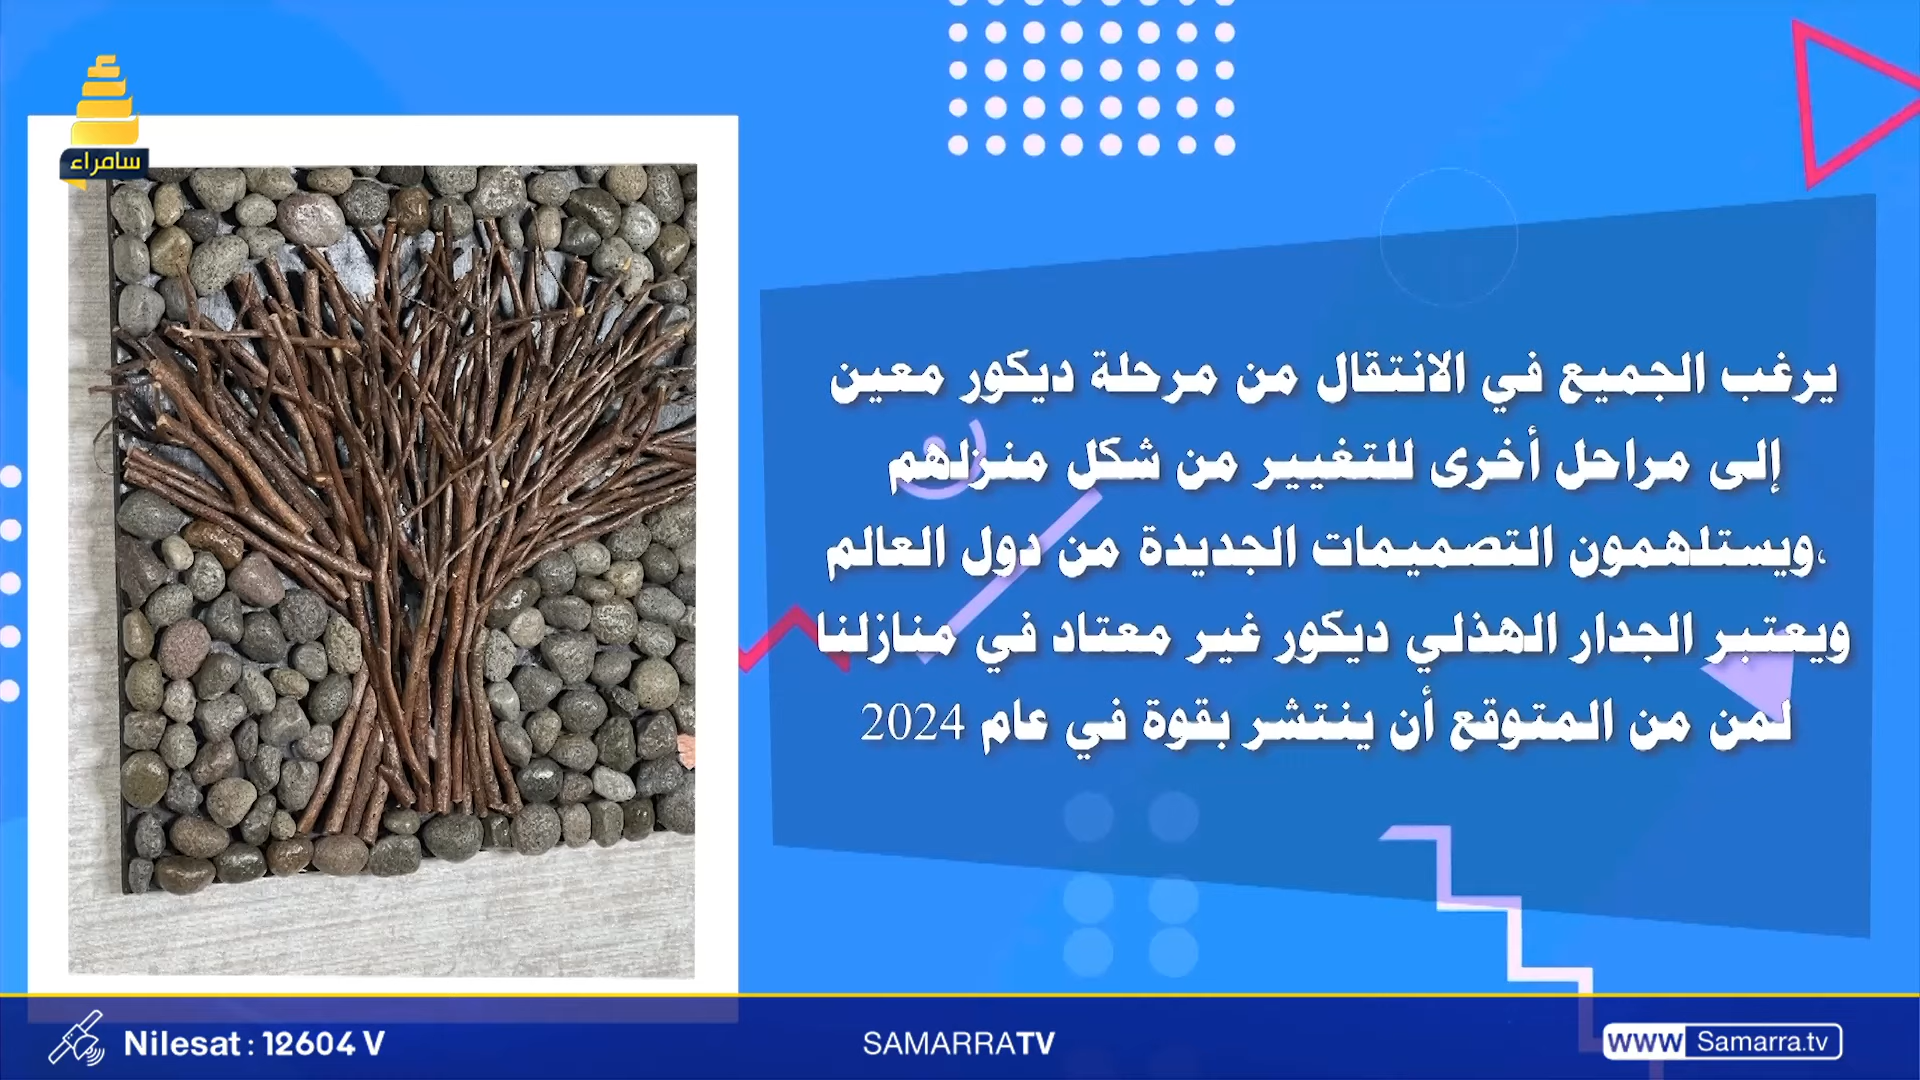 سامراء
يرغب الجميع في الانتقال من مرحلة ديكور معين
إلى مراحل أخرى للتغيير من شكل منزلهم
،ويستلهمون التصميمات الجديدة من دول العالم
ويعتبر الجدار الهذلي ديكور غير معتاد في منازلنا
لمن من المتوقع أن ينتشر بقوة في عام 2024
Nilesat : 12604 V
SAMARRATV
www Samarra.tv